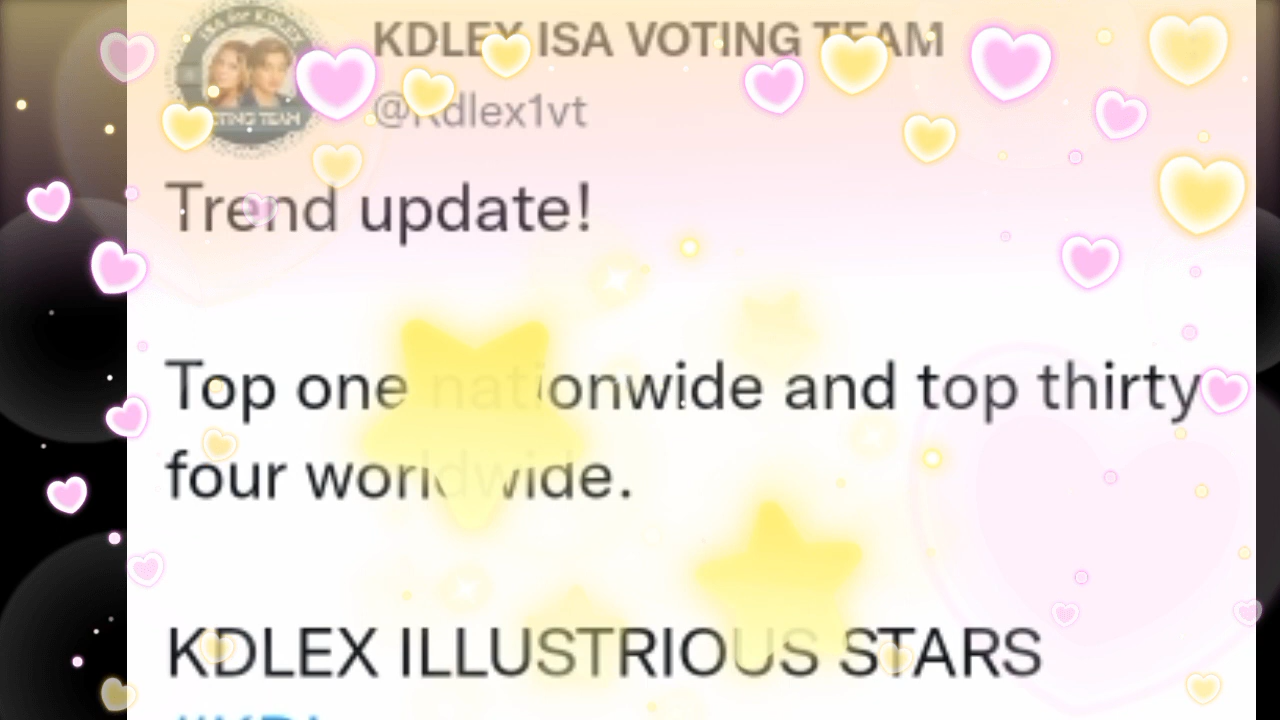 KDLEX ISA VOTING TEAM
@Kdlex1vt
Trend update!
Top one nationwide and top thirty
four worldwide.
KDLEX ILLUSTRIOUS STARS